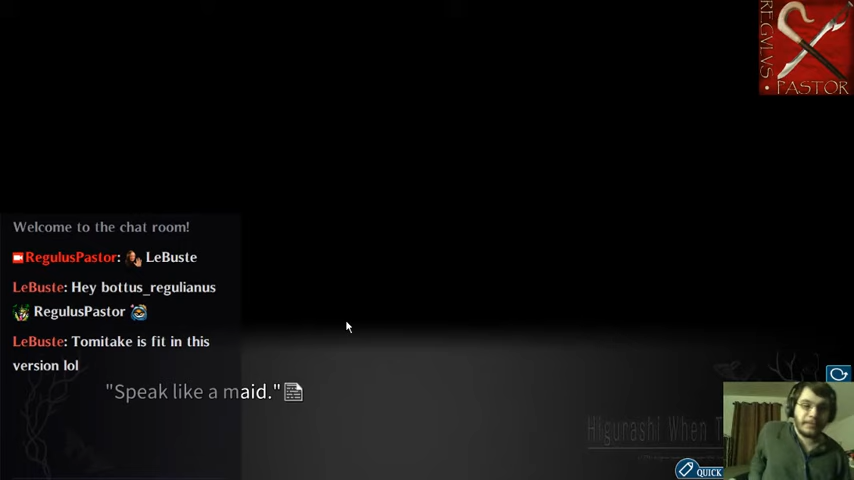 REGVLVS
• PASTOR
Welcome to the chat room!
RegulusPastor: LeBuste
LeBuste: Hey bottus_regulianus
RegulusPastor
LeBuste: Tomitake is fit in this
version lol
"Speak like a maid."
Higurashi When T
QUICK